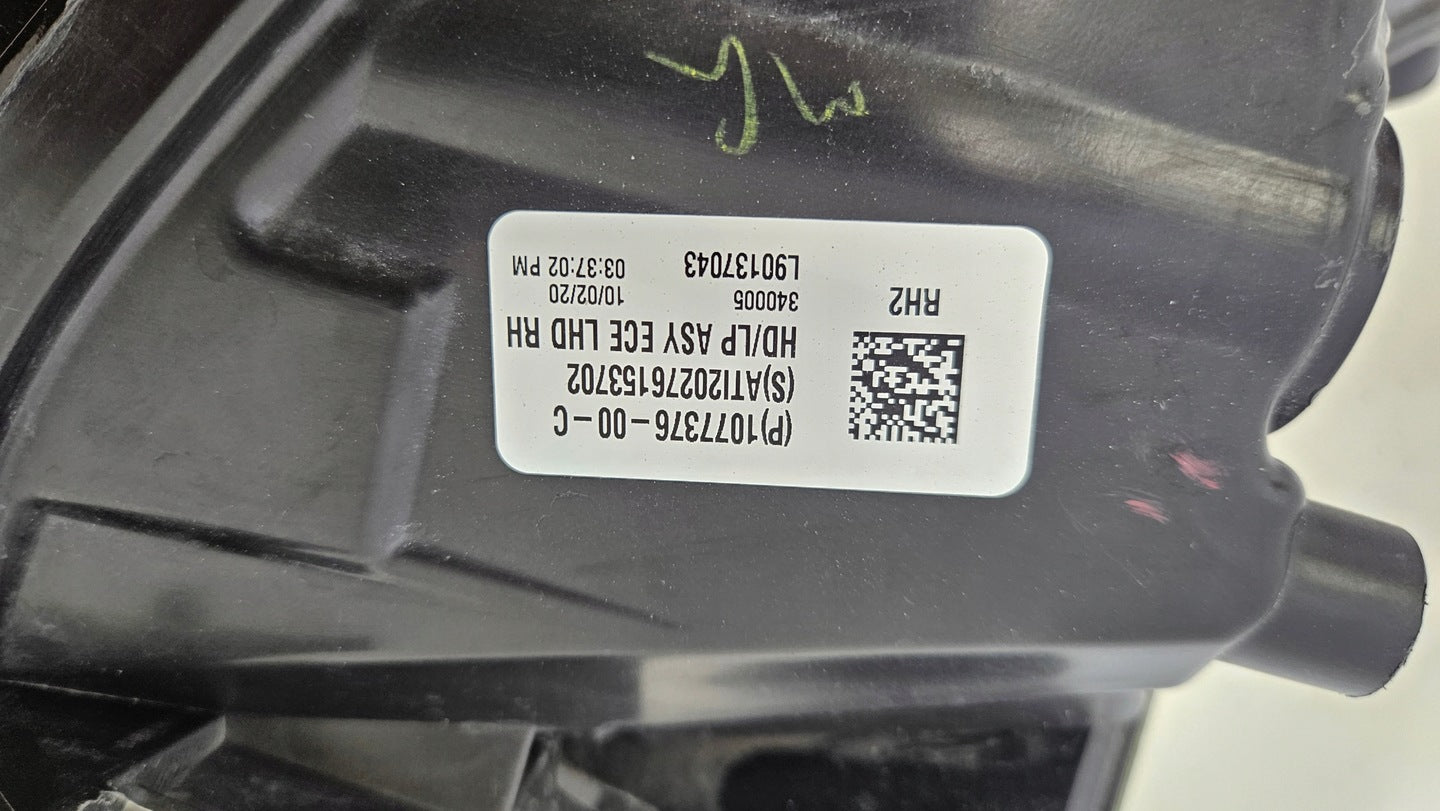 (P)1077376-00-C
(S)ATI20276153702
HD/LP ASY ECE LHD RH
340005 10/02/20
L90137043 03:37:02 PM
RH2